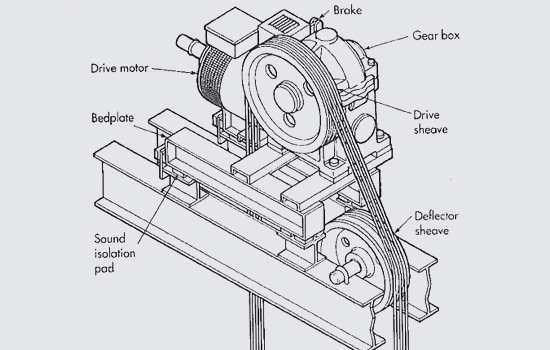 Brake
Gear box
Drive motor
Drive
sheave
Bedplate
Deflector
sheave
Sound
isolation
pad